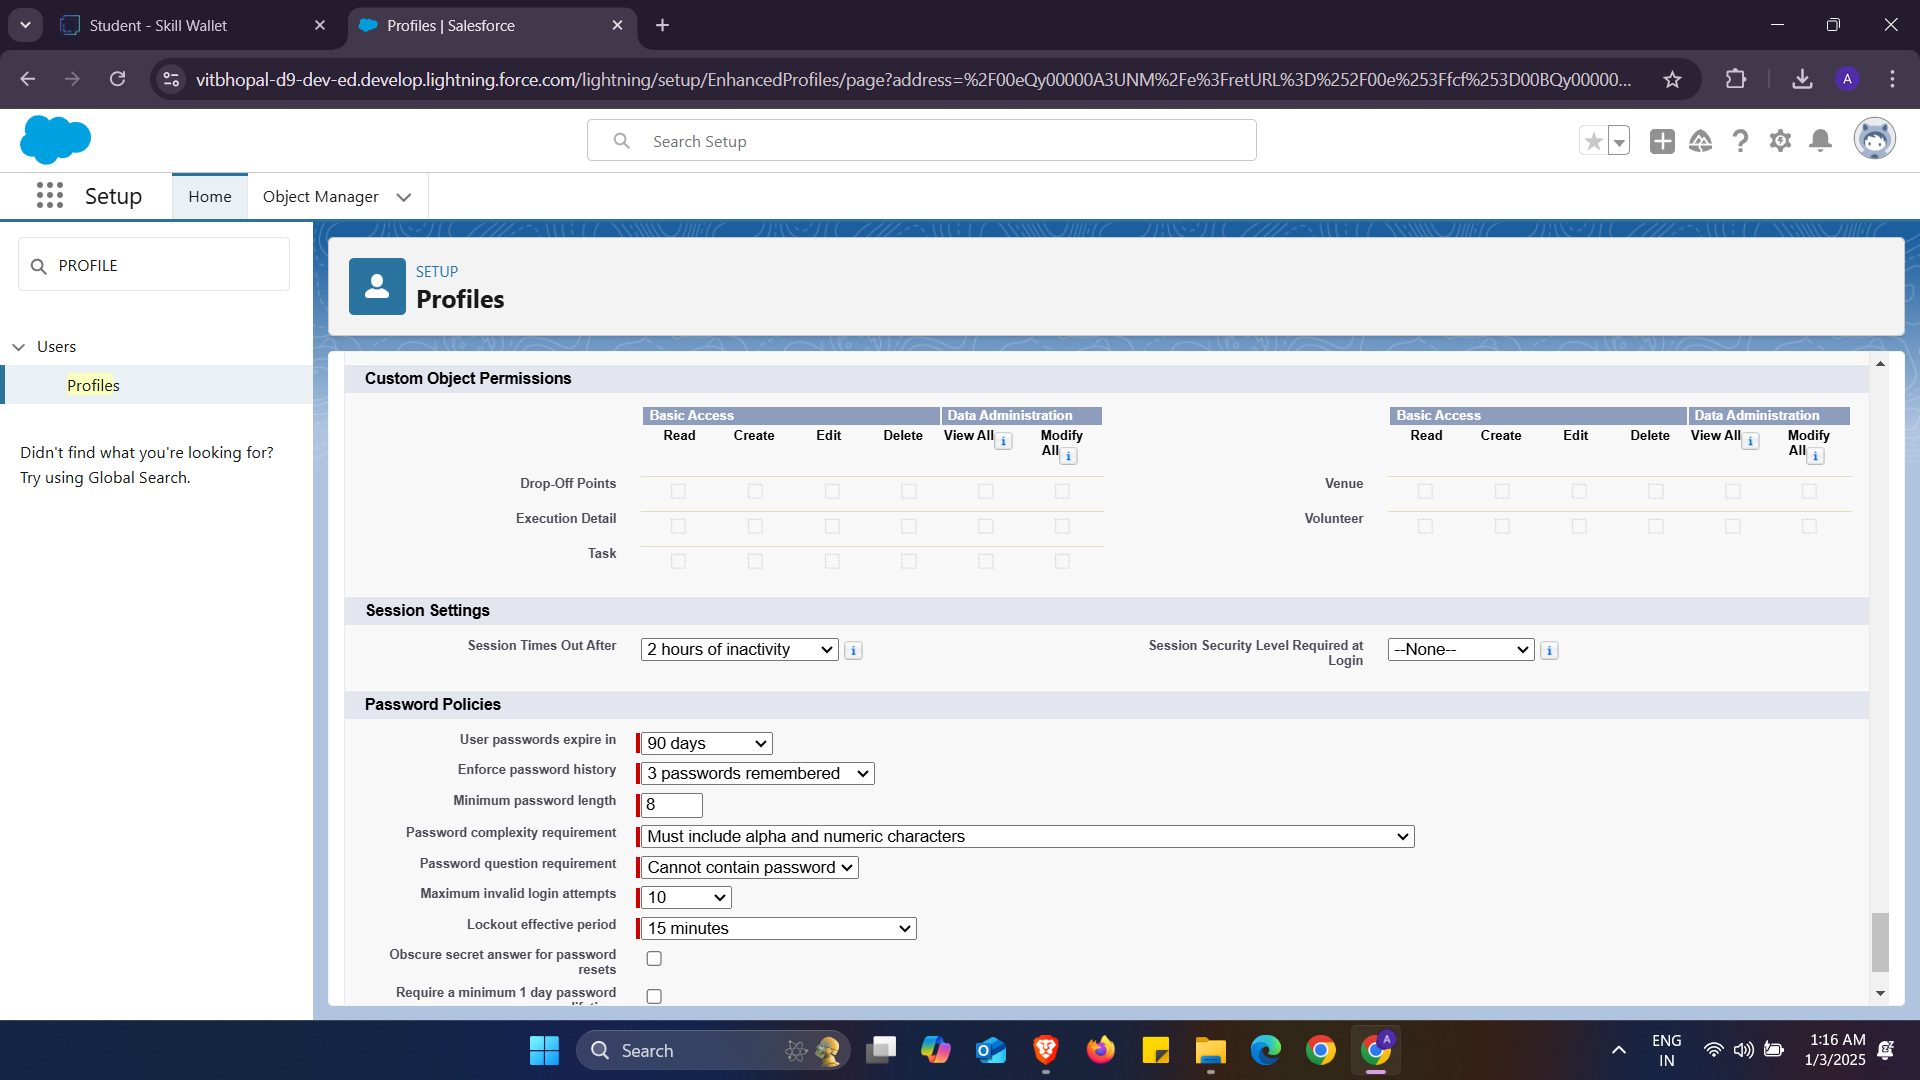 Student - Skill Wallet
Profiles | Salesforce
vitbhopal-d9-dev-ed.develop.lightning.force.com/lightning/setup/EnhancedProfiles/page?address=%2F00eQy00000A3UNM%2Fe%3FretURL%3D%252F00e%253Ffcf%253D00BQy00000...
A
Search Setup
Setup
Home
Object Manager
PROFILE
Users
Profiles
Didn't find what you're looking for?
Try using Global Search.
SETUP
Profiles
Custom Object Permissions
Basic Access Data Administration Basic Access Data Administration
Read Create Edit Delete View All Modify All Read Create Edit Delete View All Modify All
Drop-Off Points
Venue
Execution Detail
Volunteer
Task
Session Settings
Session Times Out After 2 hours of inactivity
Session Security Level Required at Login --None--
Password Policies
User passwords expire in 90 days
Enforce password history 3 passwords remembered
Minimum password length 8
Password complexity requirement Must include alpha and numeric characters
Password question requirement Cannot contain password
Maximum invalid login attempts 10
Lockout effective period 15 minutes
Obscure secret answer for password
resets
Require a minimum 1 day password
Search
A
ENG
IN
1:16 AM
1/3/2025